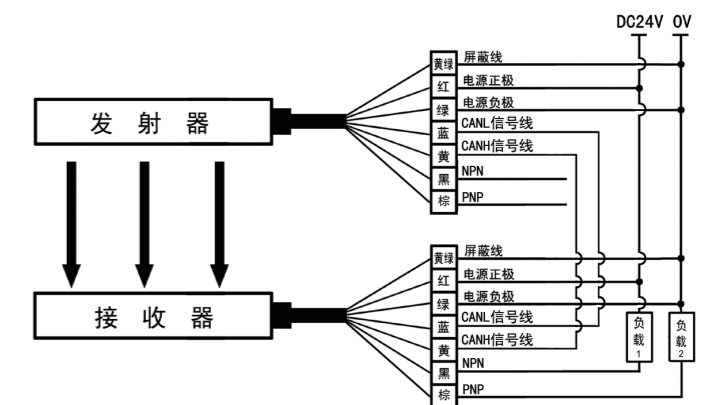 DC24V 0V
发射器
黄绿 屏蔽线
红 电源正极
绿 电源负极
蓝 CANL信号线
黄 CANH信号线
黑 NPN
棕 PNP
接收器
黄绿 屏蔽线
红 电源正极
绿 电源负极
蓝 CANL信号线
黄 CANH信号线
黑 NPN
棕 PNP
负载1
负载2